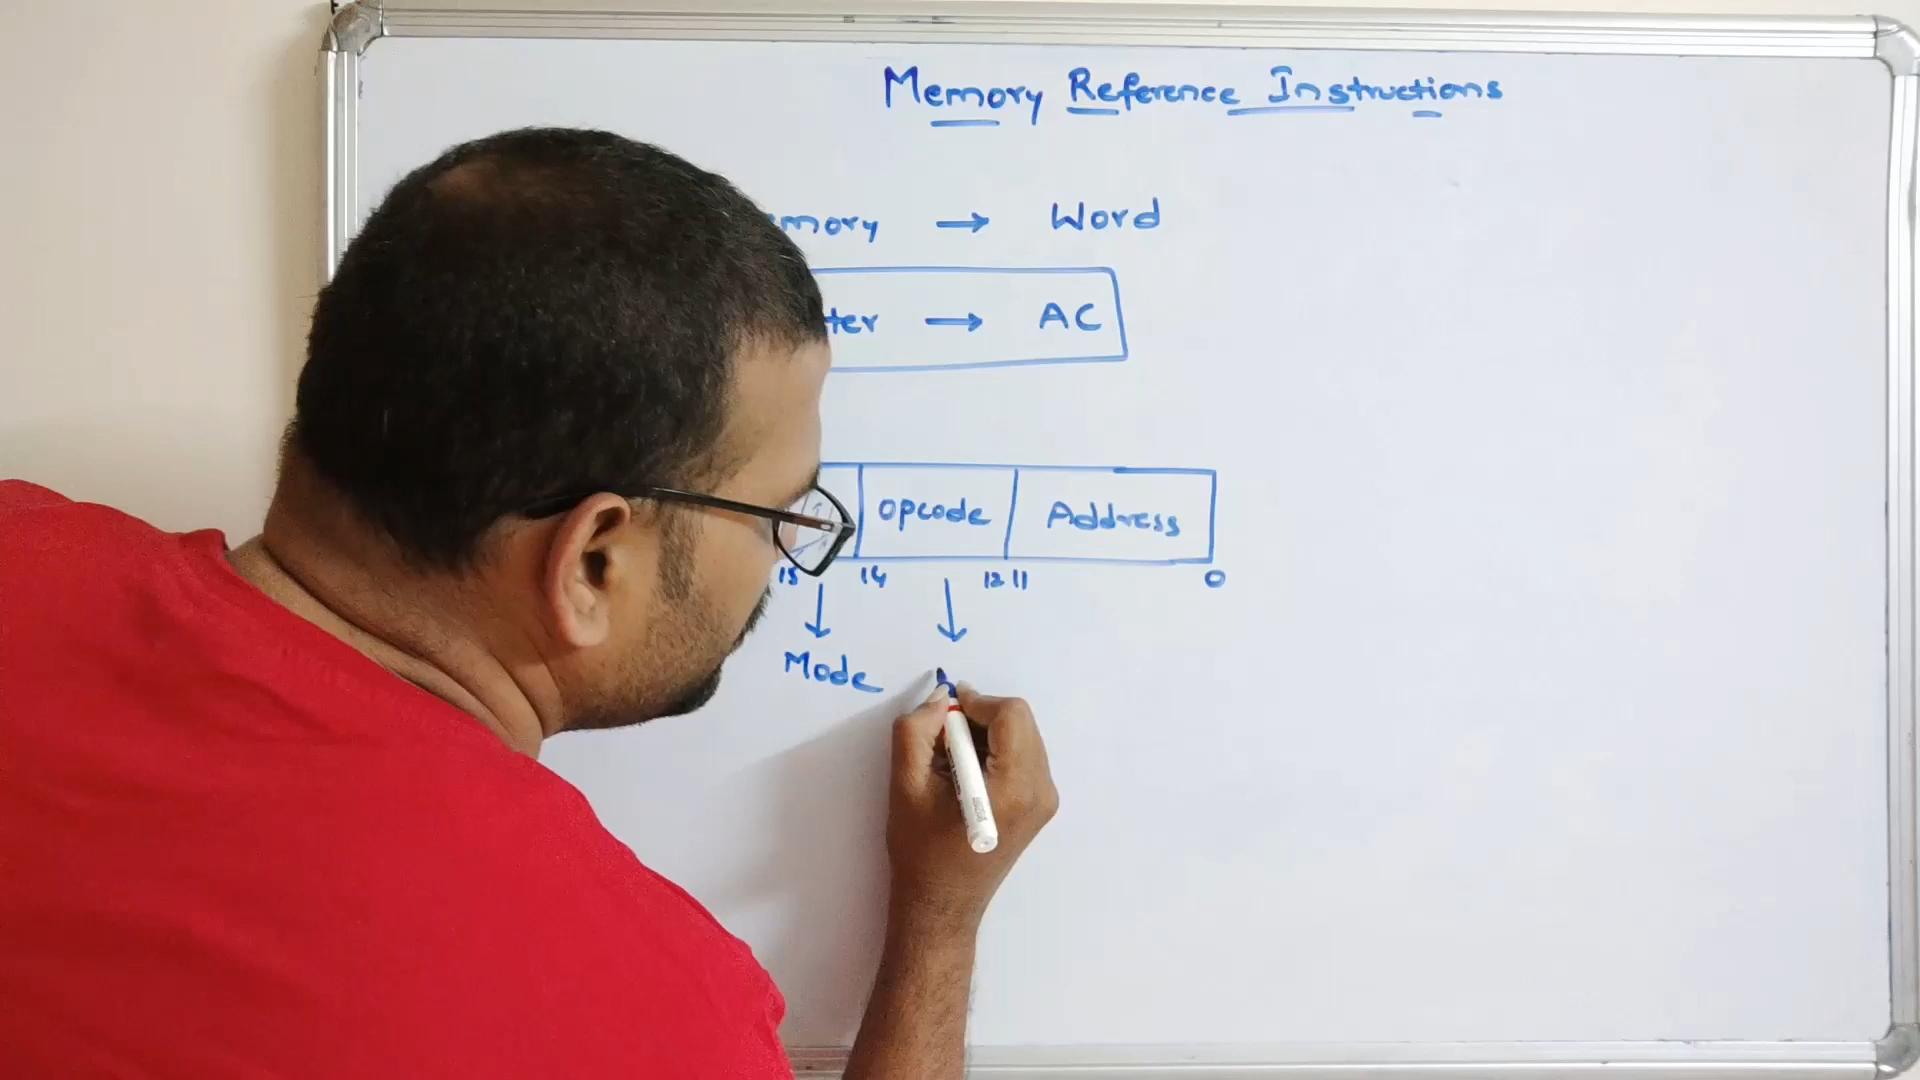 Memory Reference Instructions
mory → Word
ter → AC
opcode Address
15 14 12 11 0
Mode